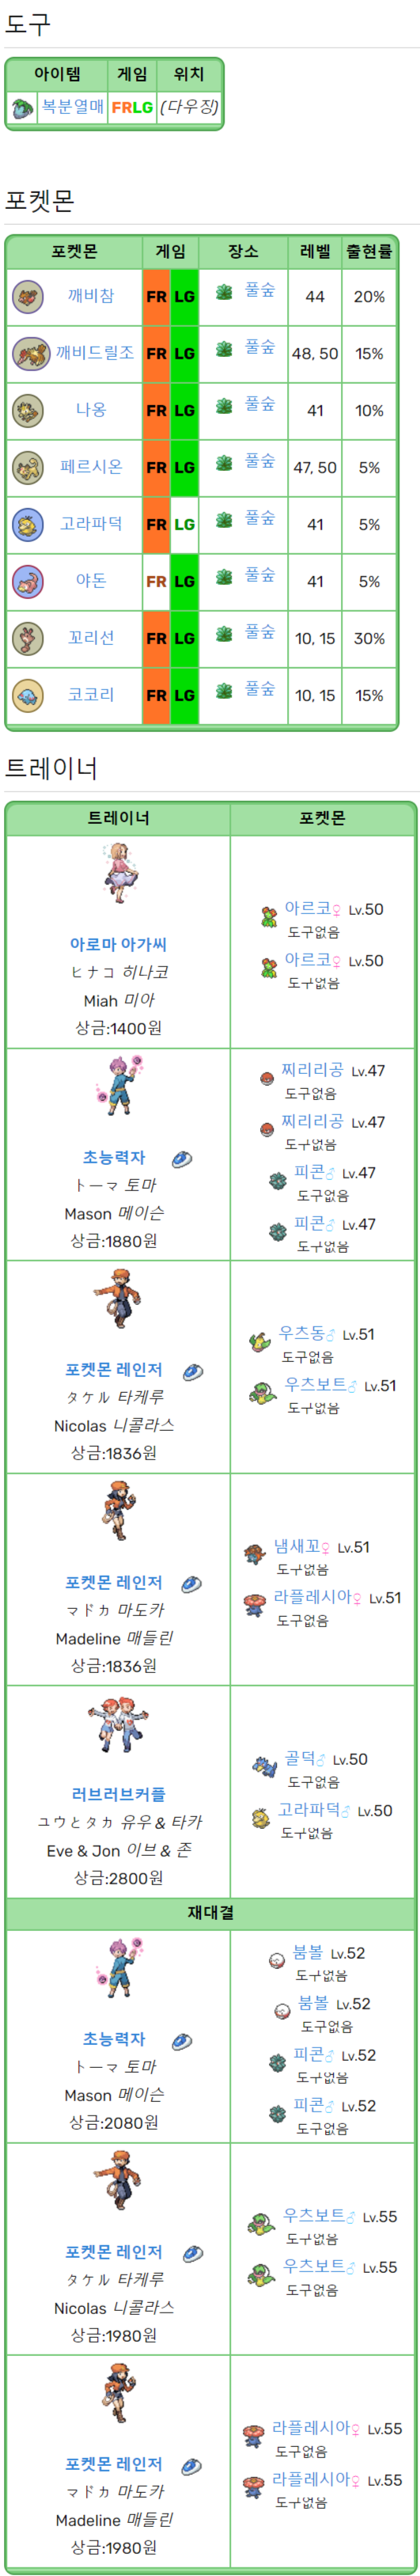 도구
아이템 게임 위치
복분열매 FRLG (다우징)
포켓몬
포켓몬 게임 장소 레벨 출현률
깨비참 FR LG 풀숲 44 20%
깨비드릴조 FR LG 풀숲 48, 50 15%
나옹 FR LG 풀숲 41 10%
페르시온 FR LG 풀숲 47, 50 5%
고라파덕 FR LG 풀숲 41 5%
야돈 FR LG 풀숲 41 5%
꼬리선 FR LG 풀숲 10, 15 30%
코코리 FR LG 풀숲 10, 15 15%
트레이너
트레이너 포켓몬
아로마 아가씨
ヒナコ 히나코
Miah 미아
상금:1400원
아르코♀ Lv.50
도구없음
아르코♀ Lv.50
도구없음
초능력자
トーマ 토마
Mason 메이슨
상금:1880원
찌리리공 Lv.47
도구없음
찌리리공 Lv.47
도구없음
피콘♂ Lv.47
도구없음
피콘♂ Lv.47
도구없음
포켓몬 레인저
タケル 타케루
Nicolas 니콜라스
상금:1836원
우츠동♂ Lv.51
도구없음
우츠보트♂ Lv.51
도구없음
포켓몬 레인저
マドカ 마도카
Madeline 매들린
상금:1836원
냄새꼬♀ Lv.51
도구없음
라플레시아♀ Lv.51
도구없음
러브러브커플
ユウとタカ 유우 & 타카
Eve & Jon 이브 & 존
상금:2800원
골덕♂ Lv.50
도구없음
고라파덕♂ Lv.50
도구없음
재대결
초능력자
トーマ 토마
Mason 메이슨
상금:2080원
붐볼 Lv.52
도구없음
붐볼 Lv.52
도구없음
피콘♂ Lv.52
도구없음
피콘♂ Lv.52
도구없음
포켓몬 레인저
タケル 타케루
Nicolas 니콜라스
상금:1980원
우츠보트♂ Lv.55
도구없음
우츠보트♂ Lv.55
도구없음
포켓몬 레인저
マドカ 마도카
Madeline 매들린
상금:1980원
라플레시아♀ Lv.55
도구없음
라플레시아♀ Lv.55
도구없음